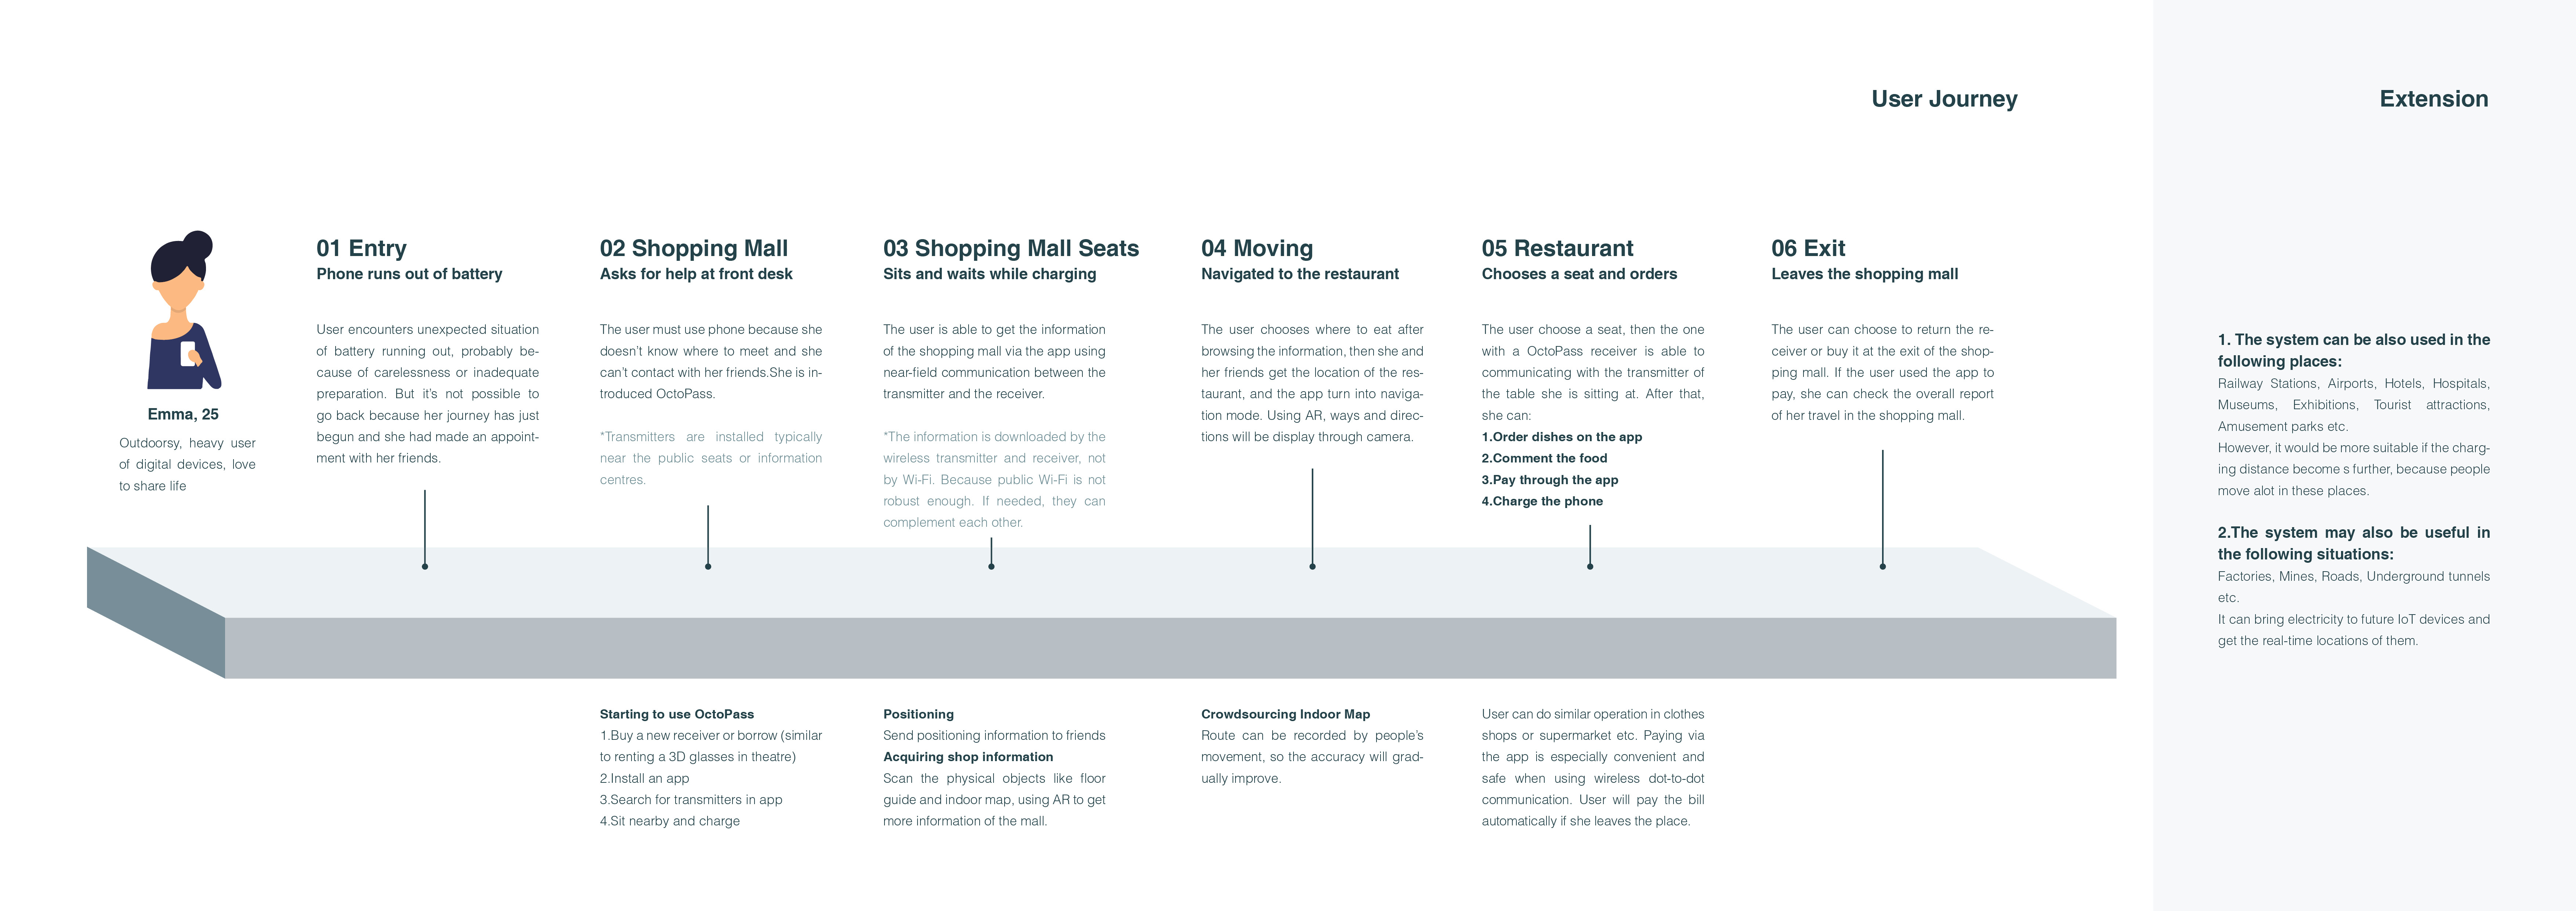 User Journey
Extension
Emma, 25
Outdoorsy, heavy user
of digital devices, love
to share life
01 Entry
Phone runs out of battery
User encounters unexpected situation
of battery running out, probably be-
cause of carelessness or inadequate
preparation. But it's not possible to
go back because her journey has just
begun and she had made an appoint-
ment with her friends.
02 Shopping Mall
Asks for help at front desk
The user must use phone because she
doesn't know where to meet and she
can't contact with her friends.She is in-
troduced OctoPass.
*Transmitters are installed typically
near the public seats or information
centres.
Starting to use OctoPass
1.Buy a new receiver or borrow (similar
to renting a 3D glasses in theatre)
2.Install an app
3.Search for transmitters in app
4.Sit nearby and charge
03 Shopping Mall Seats
Sits and waits while charging
The user is able to get the information
of the shopping mall via the app using
near-field communication between the
transmitter and the receiver.
*The information is downloaded by the
wireless transmitter and receiver, not
by Wi-Fi. Because public Wi-Fi is not
robust enough. If needed, they can
complement each other.
Positioning
Send positioning information to friends
Acquiring shop information
Scan the physical objects like floor
guide and indoor map, using AR to get
more information of the mall.
04 Moving
Navigated to the restaurant
The user chooses where to eat after
browsing the information, then she and
her friends get the location of the res-
taurant, and the app turn into naviga-
tion mode. Using AR, ways and direc-
tions will be display through camera.
Crowdsourcing Indoor Map
Route can be recorded by people's
movement, so the accuracy will grad-
ually improve.
05 Restaurant
Chooses a seat and orders
The user choose a seat, then the one
with a OctoPass receiver is able to
communicating with the transmitter of
the table she is sitting at. After that,
she can:
1.Order dishes on the app
2.Comment the food
3.Pay through the app
4.Charge the phone
User can do similar operation in clothes
shops or supermarket etc. Paying via
the app is especially convenient and
safe when using wireless dot-to-dot
communication. User will pay the bill
automatically if she leaves the place.
06 Exit
Leaves the shopping mall
The user can choose to return the re-
ceiver or buy it at the exit of the shop-
ping mall. If the user used the app to
pay, she can check the overall report
of her travel in the shopping mall.
1. The system can be also used in the
following places:
Railway Stations, Airports, Hotels, Hospitals,
Museums, Exhibitions, Tourist attractions,
Amusement parks etc.
However, it would be more suitable if the charg-
ing distance become s further, because people
move alot in these places.
2.The system may also be useful in
the following situations:
Factories, Mines, Roads, Underground tunnels
etc.
It can bring electricity to future IoT devices and
get the real-time locations of them.